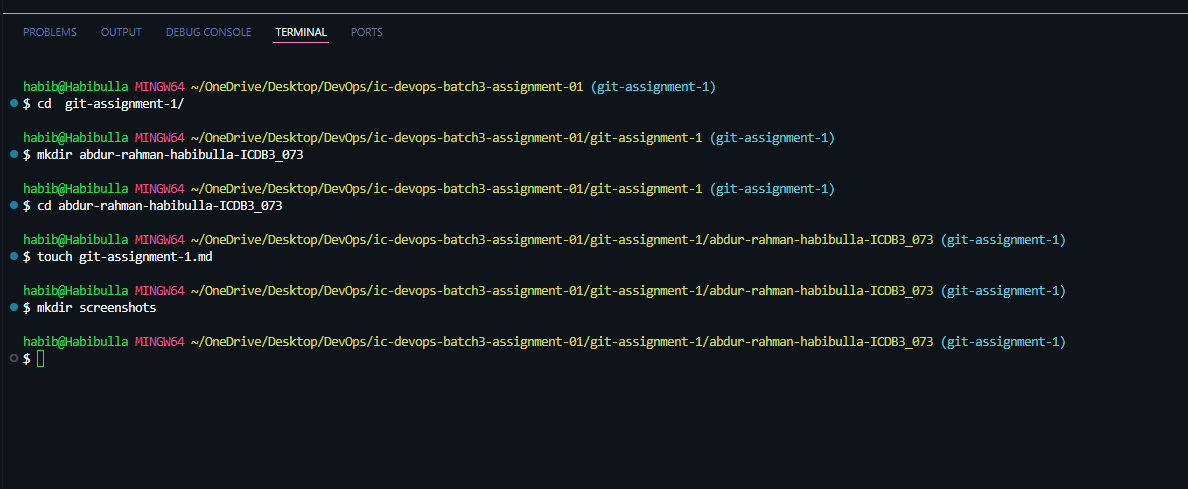 PROBLEMS OUTPUT DEBUG CONSOLE TERMINAL PORTS
habib@Habibulla MINGW64 ~/OneDrive/Desktop/DevOps/ic-devops-batch3-assignment-01 (git-assignment-1)
$ cd  git-assignment-1/
habib@Habibulla MINGW64 ~/OneDrive/Desktop/DevOps/ic-devops-batch3-assignment-01/git-assignment-1 (git-assignment-1)
$ mkdir abdur-rahman-habibulla-ICDB3_073
habib@Habibulla MINGW64 ~/OneDrive/Desktop/DevOps/ic-devops-batch3-assignment-01/git-assignment-1 (git-assignment-1)
$ cd abdur-rahman-habibulla-ICDB3_073
habib@Habibulla MINGW64 ~/OneDrive/Desktop/DevOps/ic-devops-batch3-assignment-01/git-assignment-1/abdur-rahman-habibulla-ICDB3_073 (git-assignment-1)
$ touch git-assignment-1.md
habib@Habibulla MINGW64 ~/OneDrive/Desktop/DevOps/ic-devops-batch3-assignment-01/git-assignment-1/abdur-rahman-habibulla-ICDB3_073 (git-assignment-1)
$ mkdir screenshots
habib@Habibulla MINGW64 ~/OneDrive/Desktop/DevOps/ic-devops-batch3-assignment-01/git-assignment-1/abdur-rahman-habibulla-ICDB3_073 (git-assignment-1)
$